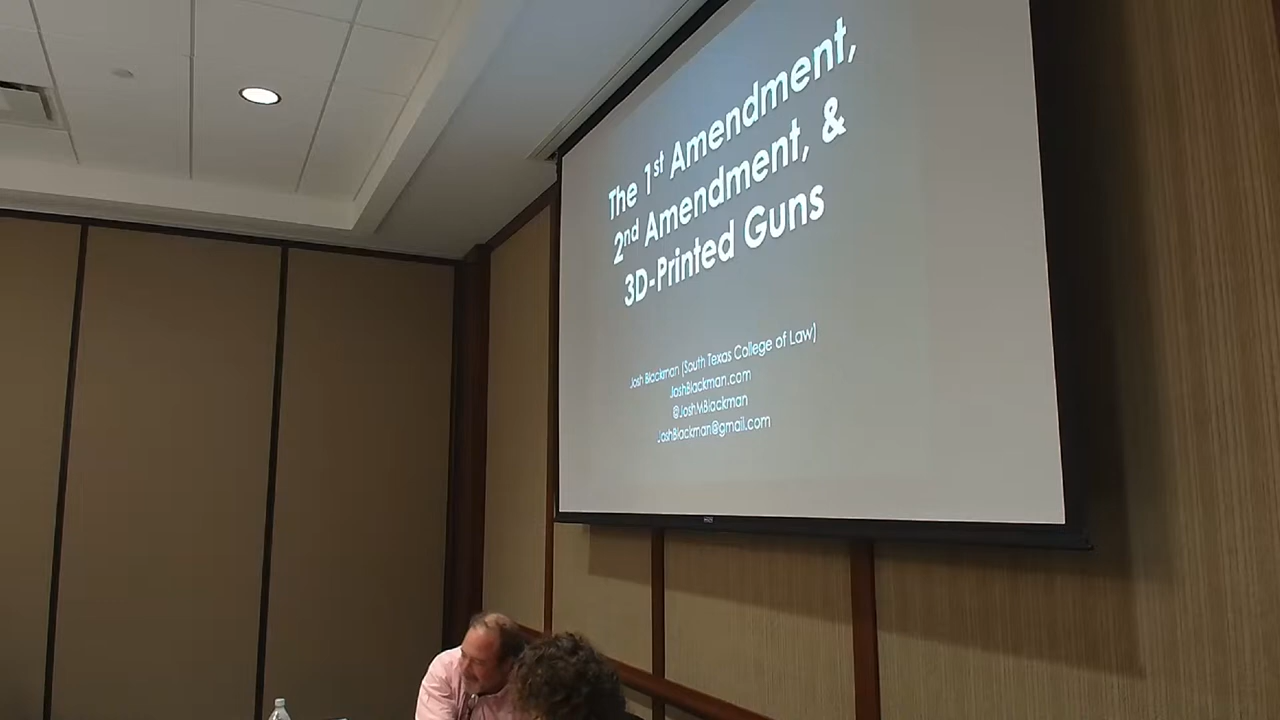 The 1st Amendment,
2nd Amendment, &
3D-Printed Guns
Josh Blackman (South Texas College of Law)
JoshBlackman.com
@JoshMBlackman
JoshBlackman@gmail.com